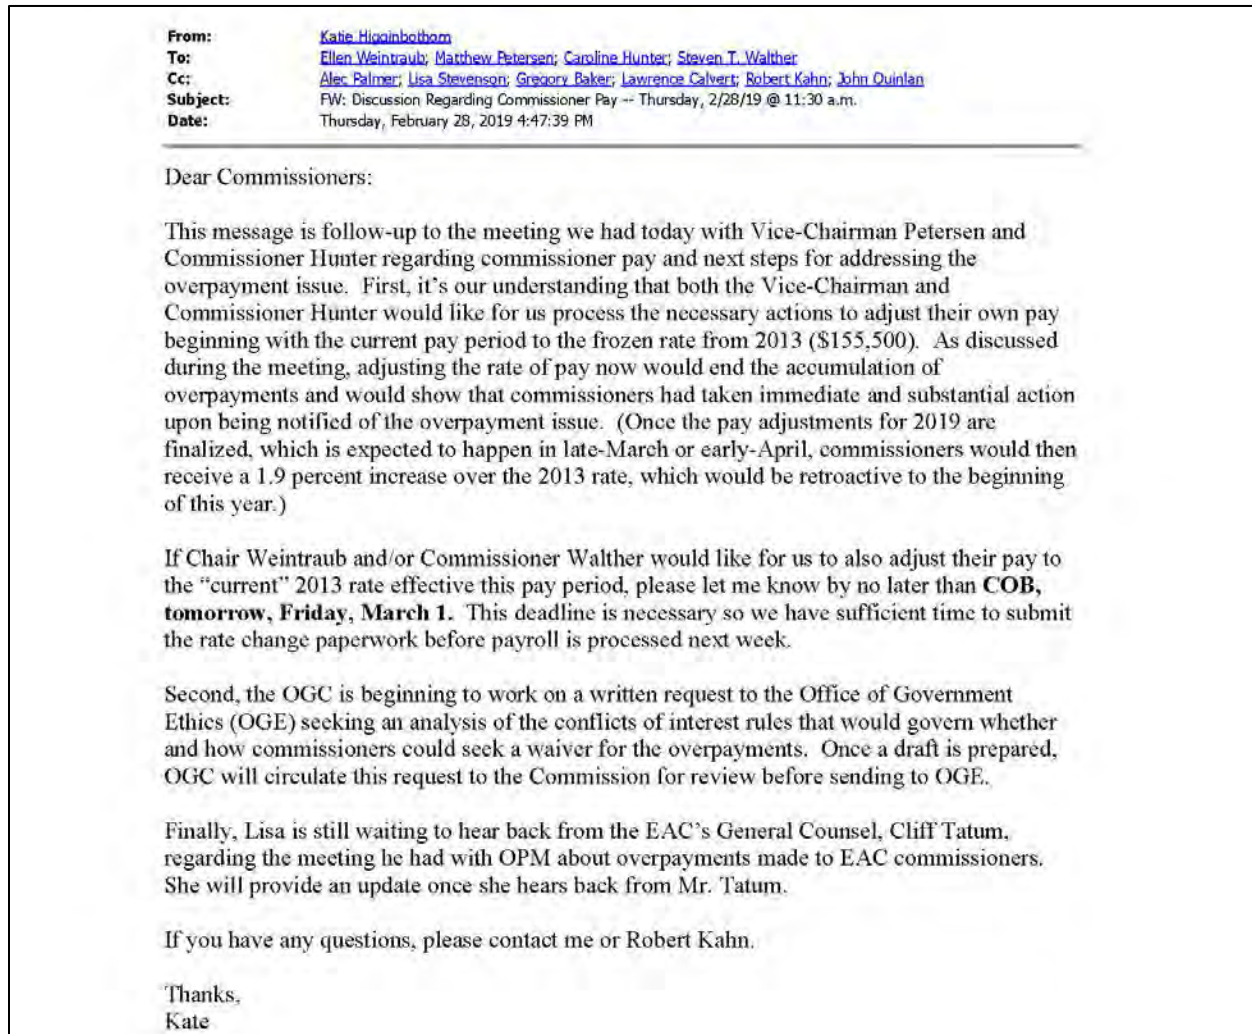 From: Katie Higginbothom
To: Ellen Weintraub; Matthew Petersen; Caroline Hunter; Steven T. Walther
Cc: Alec Palmer; Lisa Stevenson; Gregory Baker; Lawrence Calvert; Robert Kahn; John Quinlan
Subject: FW: Discussion Regarding Commissioner Pay -- Thursday, 2/28/19 @ 11:30 a.m.
Date: Thursday, February 28, 2019 4:47:39 PM
Dear Commissioners:
This message is follow-up to the meeting we had today with Vice-Chairman Petersen and
Commissioner Hunter regarding commissioner pay and next steps for addressing the
overpayment issue. First, it's our understanding that both the Vice-Chairman and
Commissioner Hunter would like for us process the necessary actions to adjust their own pay
beginning with the current pay period to the frozen rate from 2013 ($155,500). As discussed
during the meeting, adjusting the rate of pay now would end the accumulation of
overpayments and would show that commissioners had taken immediate and substantial action
upon being notified of the overpayment issue. (Once the pay adjustments for 2019 are
finalized, which is expected to happen in late-March or early-April, commissioners would then
receive a 1.9 percent increase over the 2013 rate, which would be retroactive to the beginning
of this year.)
If Chair Weintraub and/or Commissioner Walther would like for us to also adjust their pay to
the “current” 2013 rate effective this pay period, please let me know by no later than COB,
tomorrow, Friday, March 1. This deadline is necessary so we have sufficient time to submit
the rate change paperwork before payroll is processed next week.
Second, the OGC is beginning to work on a written request to the Office of Government
Ethics (OGE) seeking an analysis of the conflicts of interest rules that would govern whether
and how commissioners could seek a waiver for the overpayments. Once a draft is prepared,
OGC will circulate this request to the Commission for review before sending to OGE.
Finally, Lisa is still waiting to hear back from the EAC's General Counsel, Cliff Tatum,
regarding the meeting he had with OPM about overpayments made to EAC commissioners.
She will provide an update once she hears back from Mr. Tatum.
If you have any questions, please contact me or Robert Kahn.
Thanks,
Kate